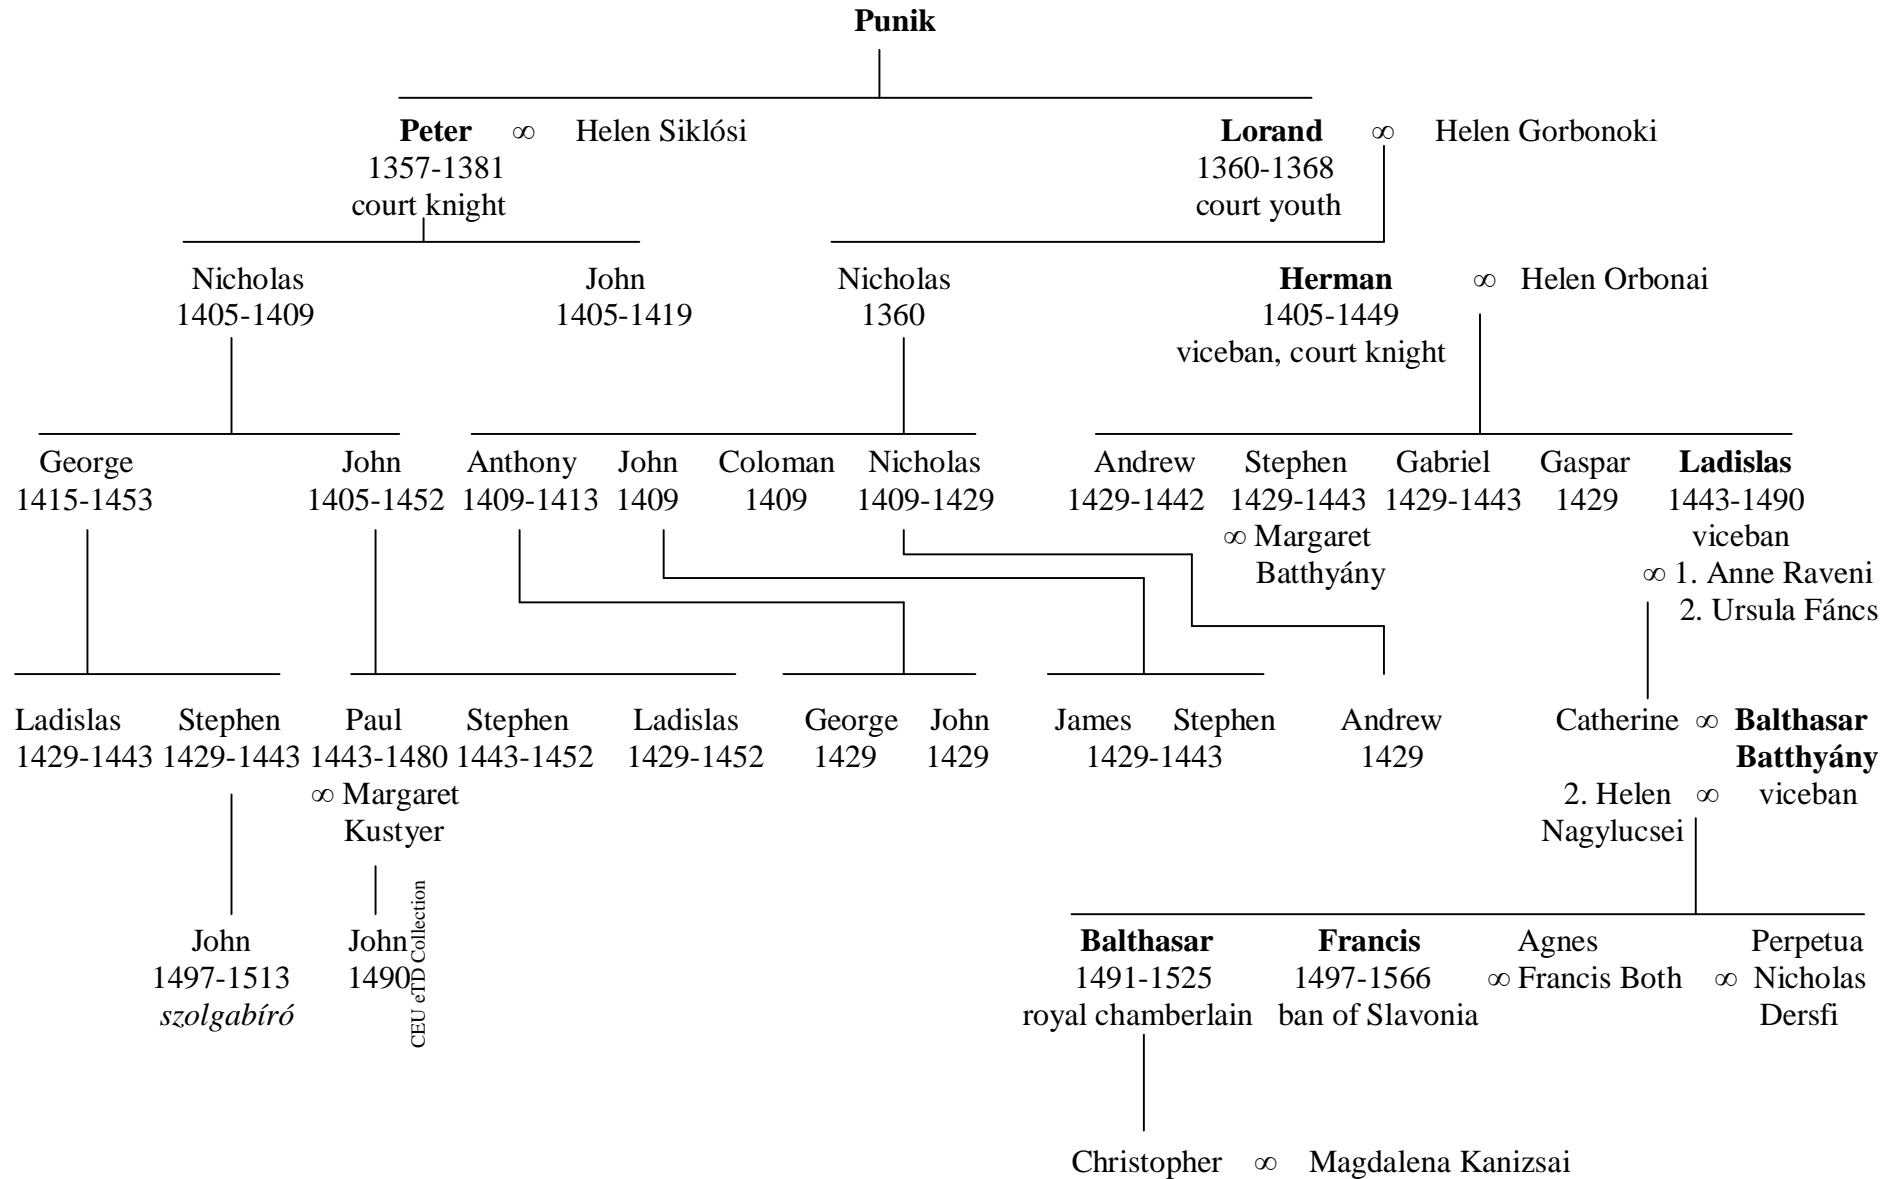 Punik
Peter ∞ Helen Siklósi Lorand ∞ Helen Gorbonoki
1357-1381 1360-1368
court knight court youth
Nicholas John Nicholas Herman ∞ Helen Orbonai
1405-1409 1405-1419 1360 1405-1449
viceban, court knight
George John Anthony John Coloman Nicholas Andrew Stephen Gabriel Gaspar Ladislas
1415-1453 1405-1452 1409-1413 1409 1409 1409-1429 1429-1442 1429-1443 1429-1443 1429 1443-1490
∞ Margaret viceban
Batthyány ∞ 1. Anne Raveni
2. Ursula Fáncs
Ladislas Stephen Paul Stephen Ladislas George John James Stephen Andrew Catherine ∞ Balthasar
1429-1443 1429-1443 1443-1480 1443-1452 1429-1452 1429 1429 1429-1443 1429 Batthyány
∞ Margaret 2. Helen ∞ viceban
Kustyer Nagylucsei
John John Balthasar Francis Agnes Perpetua
1497-1513 1490 1491-1525 1497-1566 ∞ Francis Both ∞ Nicholas
szolgabíró royal chamberlain ban of Slavonia Dersfi
CEU eTD Collection
Christopher ∞ Magdalena Kanizsai